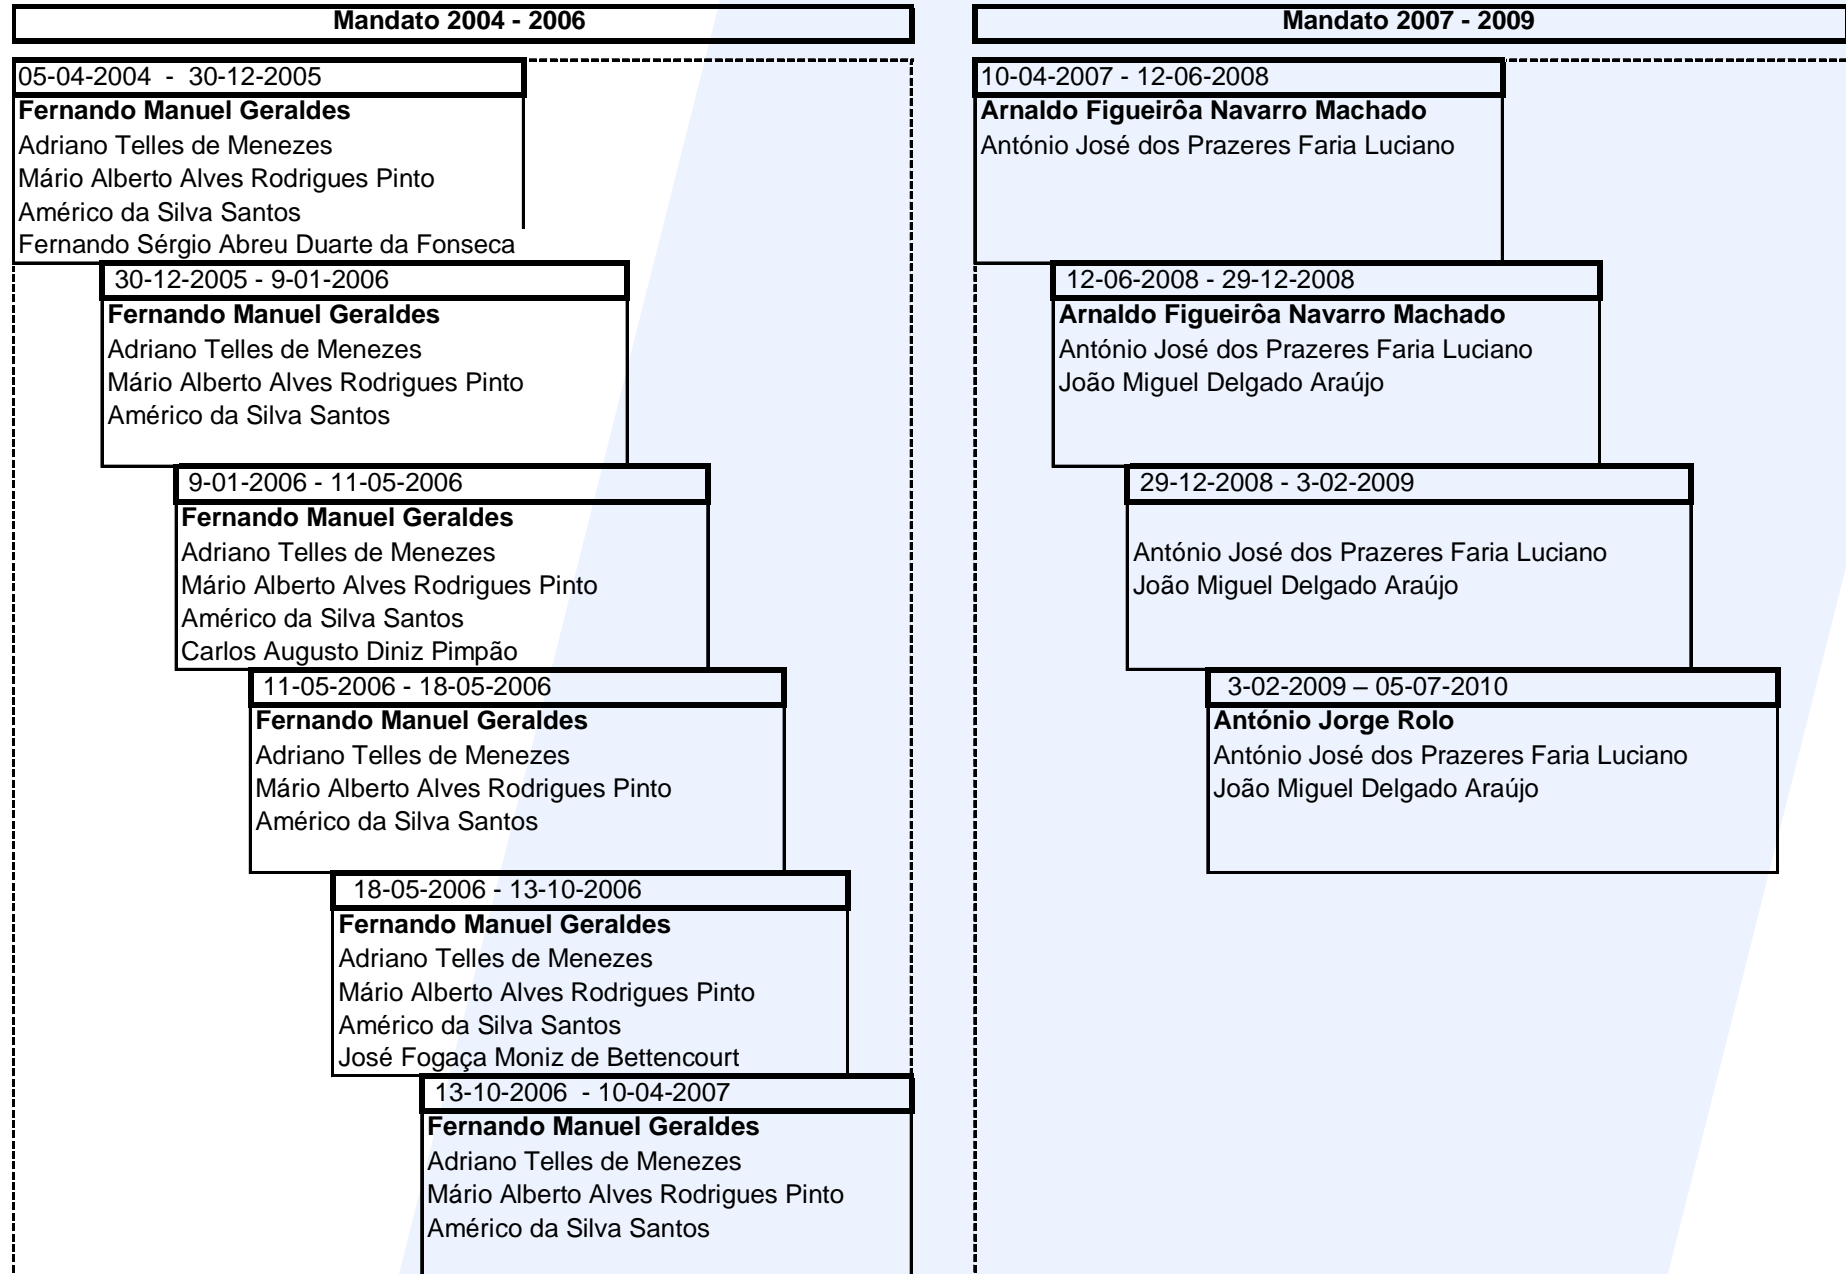 Mandato 2004 - 2006
05-04-2004 - 30-12-2005
Fernando Manuel Geraldes
Adriano Telles de Menezes
Mário Alberto Alves Rodrigues Pinto
Américo da Silva Santos
Fernando Sérgio Abreu Duarte da Fonseca
30-12-2005 - 9-01-2006
Fernando Manuel Geraldes
Adriano Telles de Menezes
Mário Alberto Alves Rodrigues Pinto
Américo da Silva Santos
9-01-2006 - 11-05-2006
Fernando Manuel Geraldes
Adriano Telles de Menezes
Mário Alberto Alves Rodrigues Pinto
Américo da Silva Santos
Carlos Augusto Diniz Pimpão
11-05-2006 - 18-05-2006
Fernando Manuel Geraldes
Adriano Telles de Menezes
Mário Alberto Alves Rodrigues Pinto
Américo da Silva Santos
18-05-2006 - 13-10-2006
Fernando Manuel Geraldes
Adriano Telles de Menezes
Mário Alberto Alves Rodrigues Pinto
Américo da Silva Santos
José Fogaça Moniz de Bettencourt
13-10-2006 - 10-04-2007
Fernando Manuel Geraldes
Adriano Telles de Menezes
Mário Alberto Alves Rodrigues Pinto
Américo da Silva Santos
Mandato 2007 - 2009
10-04-2007 - 12-06-2008
Arnaldo Figueirôa Navarro Machado
António José dos Prazeres Faria Luciano
12-06-2008 - 29-12-2008
Arnaldo Figueirôa Navarro Machado
António José dos Prazeres Faria Luciano
João Miguel Delgado Araújo
29-12-2008 - 3-02-2009
António José dos Prazeres Faria Luciano
João Miguel Delgado Araújo
3-02-2009 – 05-07-2010
António Jorge Rolo
António José dos Prazeres Faria Luciano
João Miguel Delgado Araújo